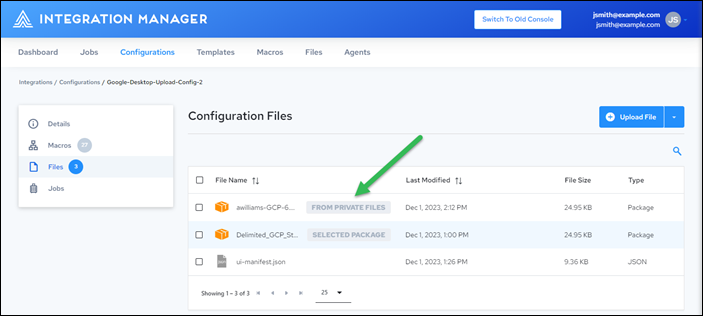 INTEGRATION MANAGER
Switch To Old Console
jsmith@example.com
jsmith@example.com
JS
Dashboard Jobs Configurations Templates Macros Files Agents
Integrations / Configurations / Google-Desktop-Upload-Config-2
Details
Macros 27
Files 3
Jobs
Configuration Files
Upload File
File Name Last Modified File Size Type
awilliams-GCP-6... FROM PRIVATE FILES Dec 1, 2023, 2:12 PM 24.95 KB Package
Delimited_GCP_St... SELECTED PACKAGE Dec 1, 2023, 1:00 PM 24.95 KB Package
ui-manifest.json Dec 1, 2023, 1:26 PM 9.36 KB JSON
Showing 1 – 3 of 3 25